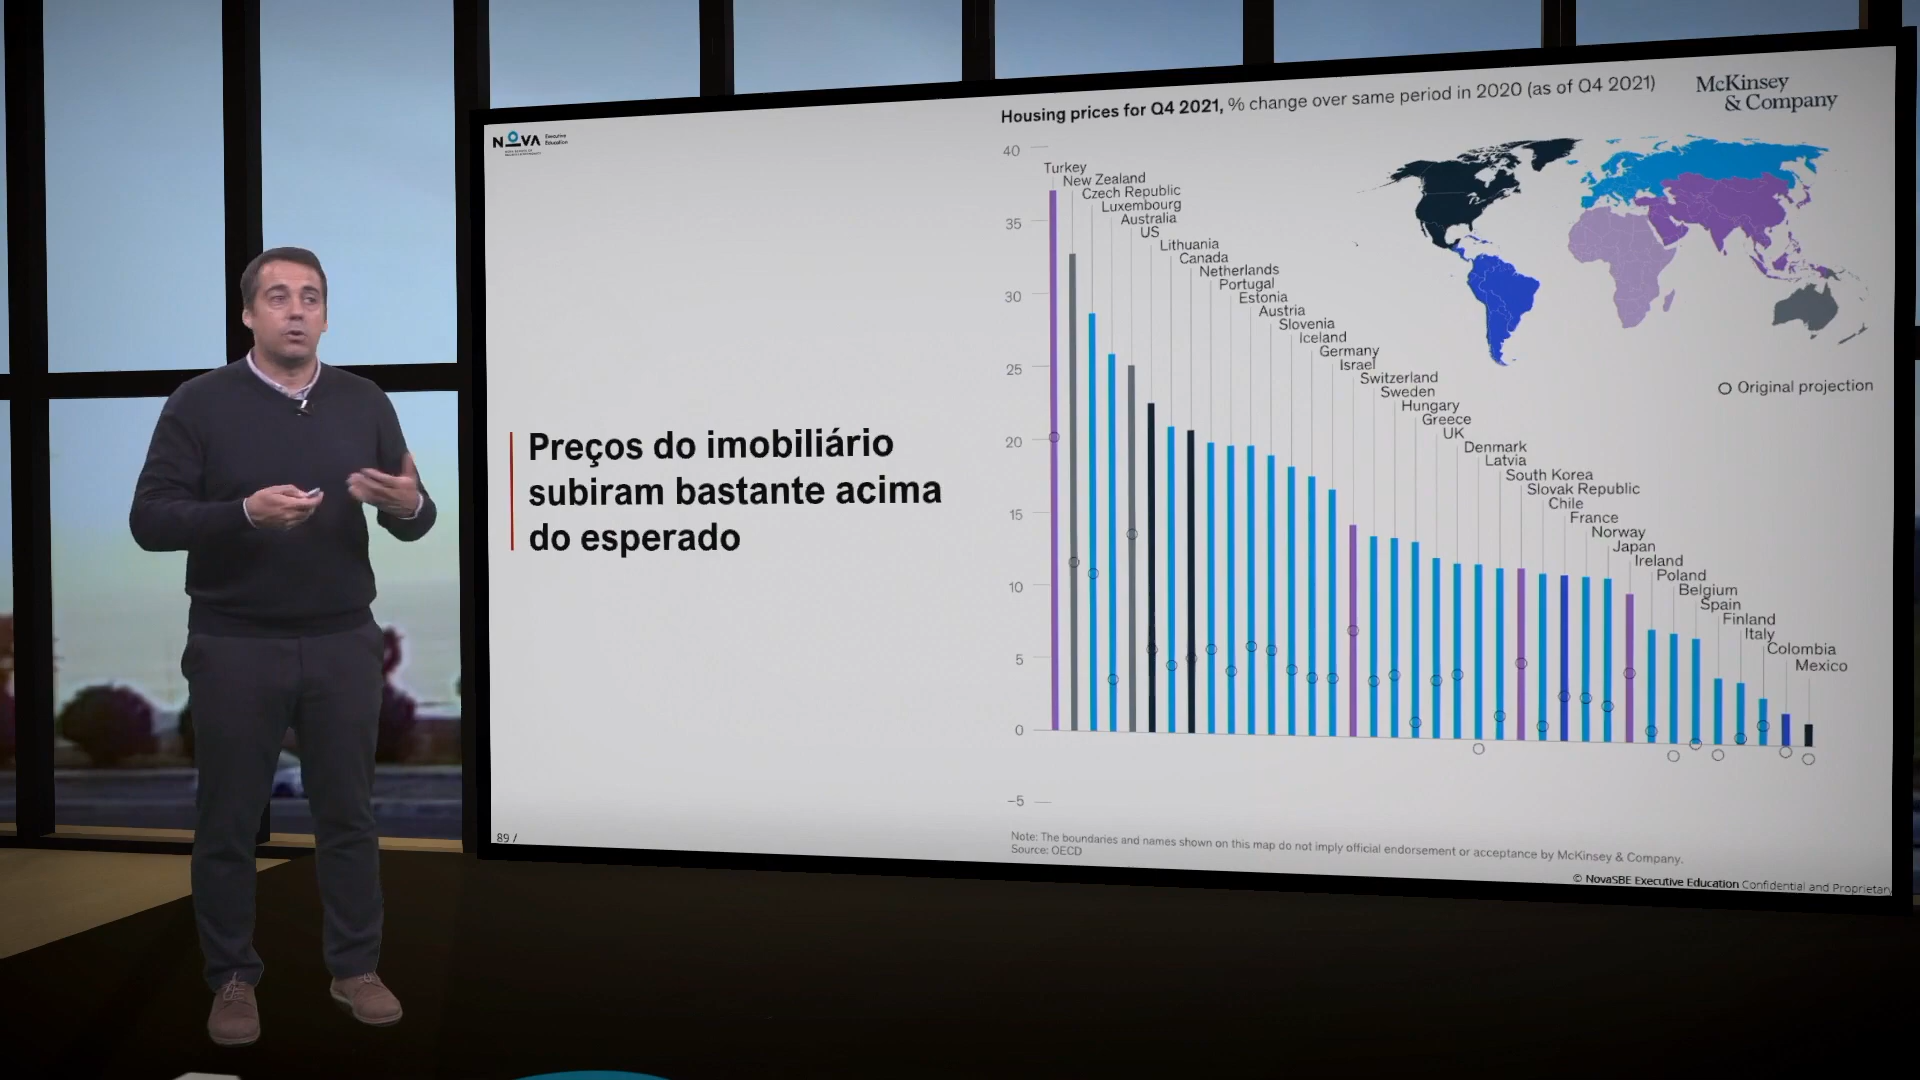 NOVA
Executive
Education
Housing prices for Q4 2021, % change over same period in 2020 (as of Q4 2021)
McKinsey
& Company
40
35
30
25
20
15
10
5
0
−5
Turkey
New Zealand
Czech Republic
Luxembourg
Australia
US
Lithuania
Canada
Netherlands
Portugal
Estonia
Austria
Slovenia
Iceland
Germany
Israel
Switzerland
Sweden
Hungary
Greece
UK
Denmark
Latvia
South Korea
Slovak Republic
Chile
France
Norway
Japan
Ireland
Poland
Belgium
Spain
Finland
Italy
Colombia
Mexico
Original projection
Preços do imobiliário
subiram bastante acima
do esperado
89 /
Note: The boundaries and names shown on this map do not imply official endorsement or acceptance by McKinsey & Company.
Source: OECD
© NovaSBE Executive Education Confidential and Proprietary